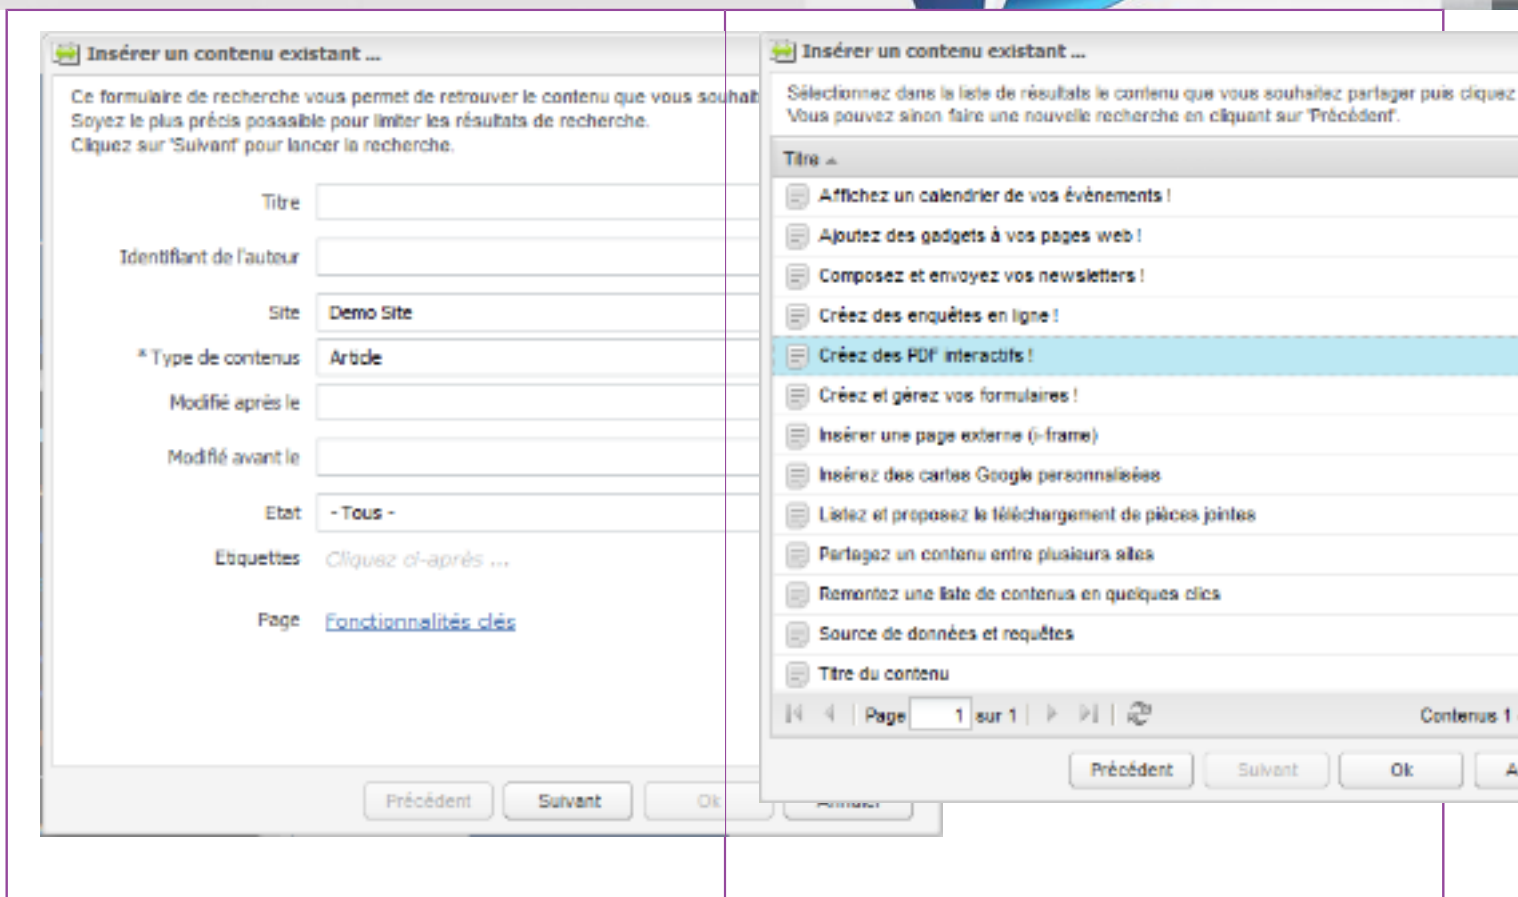 Insérer un contenu existant ...
Ce formulaire de recherche vous permet de retrouver le contenu que vous souhait
Soyez le plus précis posssible pour limiter les résultats de recherche.
Cliquez sur 'Suivant' pour lancer la recherche.
Titre
Identifiant de l'auteur
Site Demo Site
* Type de contenus Article
Modifié après le
Modifié avant le
Etat - Tous -
Etiquettes Cliquez ci-après ...
Page Fonctionnalités clés
Précédent Suivant Ok Annuler
Insérer un contenu existant ...
Sélectionnez dans la liste de résultats le contenu que vous souhaitez partager puis cliquez
Vous pouvez sinon faire une nouvelle recherche en cliquant sur 'Précédent'.
Titre
Affichez un calendrier de vos évènements !
Ajoutez des gadgets à vos pages web !
Composez et envoyez vos newsletters !
Créez des enquêtes en ligne !
Créez des PDF interactifs !
Créez et gérez vos formulaires !
Insérer une page externe (i-frame)
Insérez des cartes Google personnalisées
Listez et proposez le téléchargement de pièces jointes
Partagez un contenu entre plusieurs sites
Remontez une liste de contenus en quelques clics
Source de données et requêtes
Titre du contenu
Page 1 sur 1 Contenus 1
Précédent Suivant Ok A